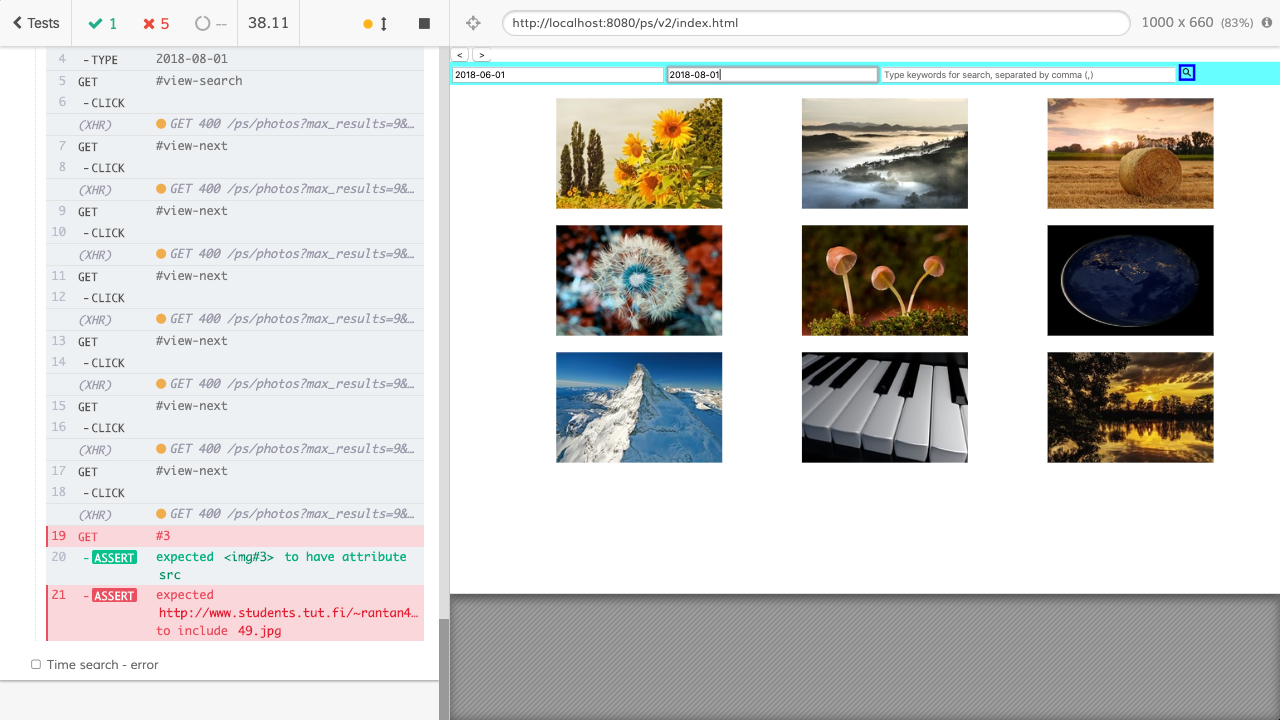 Tests
1
5
--
38.11
http://localhost:8080/ps/v2/index.html
1000 x 660 (83%)
4 -TYPE 2018-08-01
5 GET #view-search
6 -CLICK
(XHR) GET 400 /ps/photos?max_results=9&…
7 GET #view-next
8 -CLICK
(XHR) GET 400 /ps/photos?max_results=9&…
9 GET #view-next
10 -CLICK
(XHR) GET 400 /ps/photos?max_results=9&…
11 GET #view-next
12 -CLICK
(XHR) GET 400 /ps/photos?max_results=9&…
13 GET #view-next
14 -CLICK
(XHR) GET 400 /ps/photos?max_results=9&…
15 GET #view-next
16 -CLICK
(XHR) GET 400 /ps/photos?max_results=9&…
17 GET #view-next
18 -CLICK
(XHR) GET 400 /ps/photos?max_results=9&…
19 GET #3
20 -ASSERT expected <img#3> to have attribute
src
21 -ASSERT expected
http://www.students.tut.fi/~rantan4…
to include 49.jpg
Time search - error
< >
2018-06-01 2018-08-01 Type keywords for search, separated by comma (,)